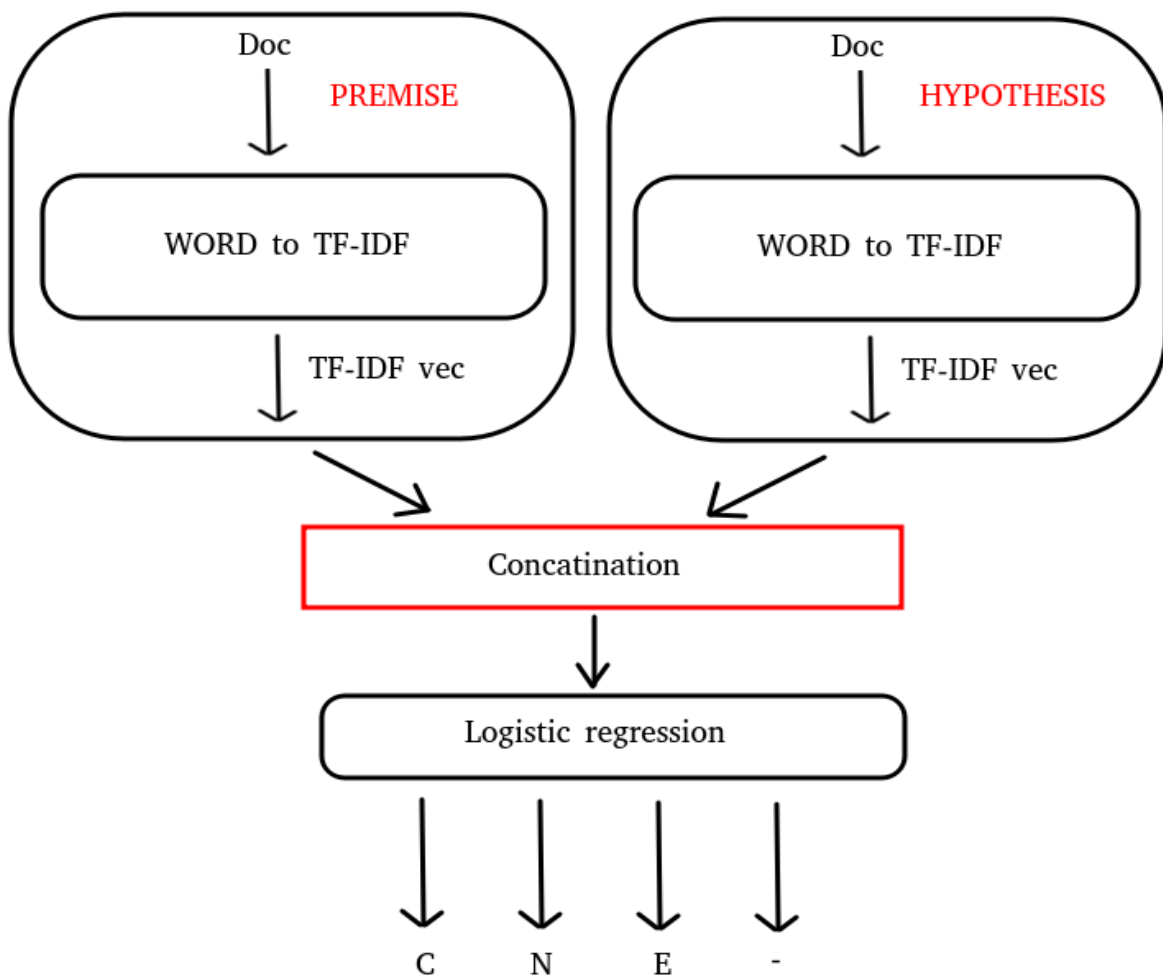 Doc
PREMISE
WORD to TF-IDF
TF-IDF vec
Doc
HYPOTHESIS
WORD to TF-IDF
TF-IDF vec
Concatination
Logistic regression
C N E -